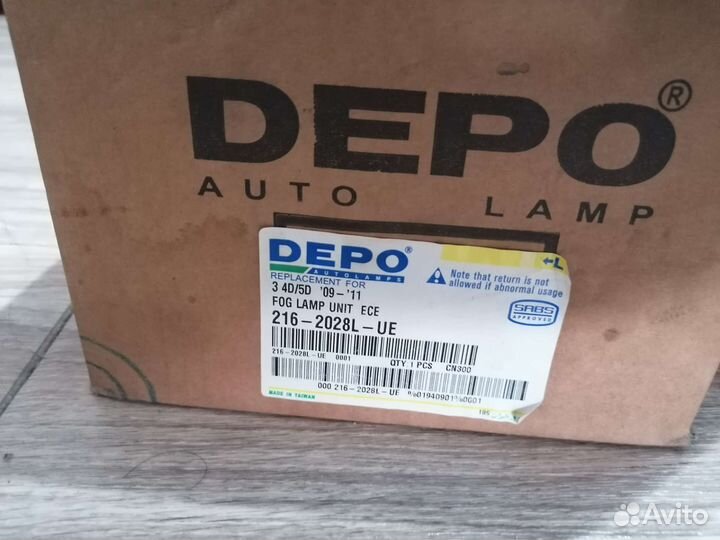 DEPO®
AUTO LAMP
DEPO®
AUTOLAMPS
←L
Note that return is not
allowed if abnormal usage
REPLACEMENT FOR
3 4D/5D '09-'11
FOG LAMP UNIT ECE
216-2028L-UE
SABS
APPROVED
216-2028L-UE 0001 QTY.1 PCS CN300
000 216-2028L-UE
MADE IN TAIWAN
Avito